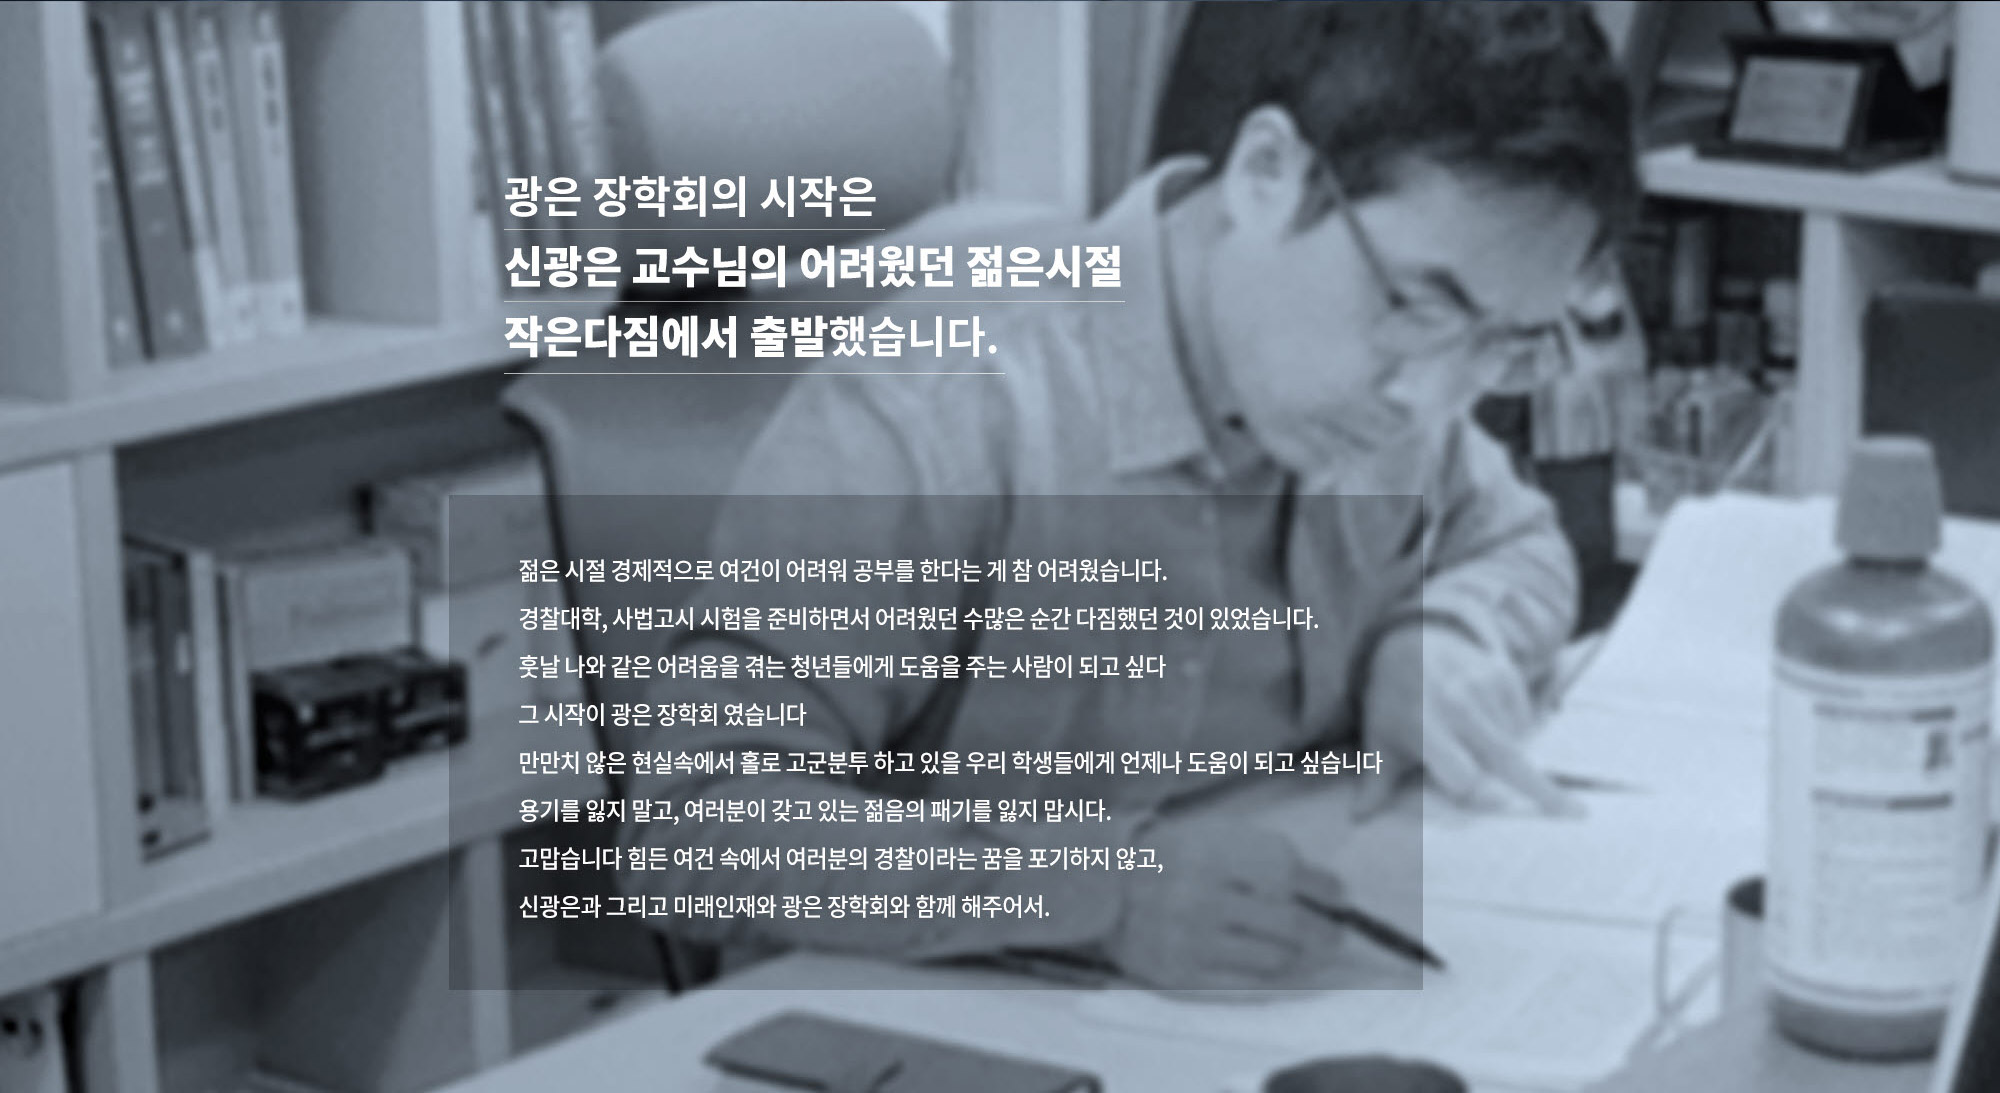 광은 장학회의 시작은
신광은 교수님의 어려웠던 젊은시절
작은다짐에서 출발했습니다.
젊은 시절 경제적으로 여건이 어려워 공부를 한다는 게 참 어려웠습니다.
경찰대학, 사법고시 시험을 준비하면서 어려웠던 수많은 순간 다짐했던 것이 있었습니다.
훗날 나와 같은 어려움을 겪는 청년들에게 도움을 주는 사람이 되고 싶다
그 시작이 광은 장학회 였습니다
만만치 않은 현실속에서 홀로 고군분투 하고 있을 우리 학생들에게 언제나 도움이 되고 싶습니다
용기를 잃지 말고, 여러분이 갖고 있는 젊음의 패기를 잃지 맙시다.
고맙습니다 힘든 여건 속에서 여러분의 경찰이라는 꿈을 포기하지 않고,
신광은과 그리고 미래인재와 광은 장학회와 함께 해주어서.